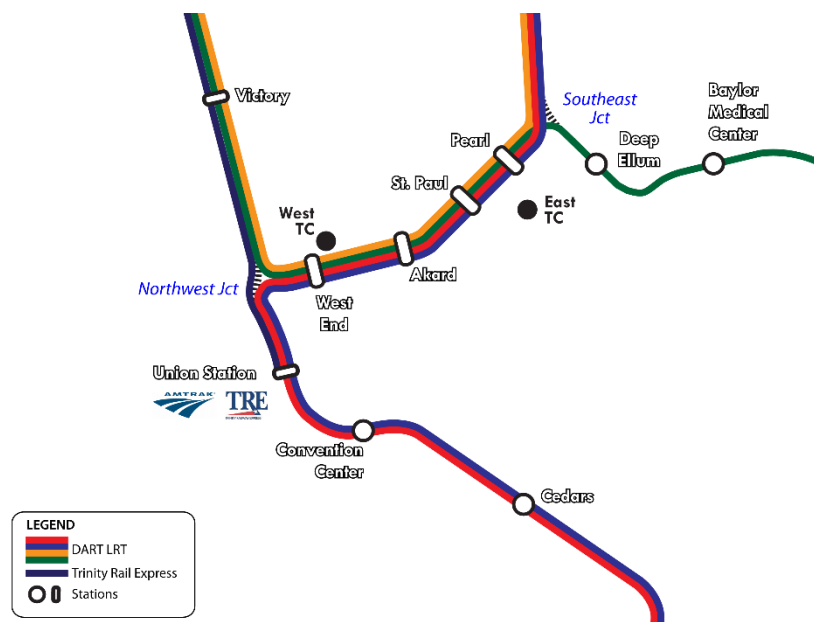 Victory
Southeast
Jct
Baylor
Medical
Center
Pearl
Deep
Ellum
St. Paul
West
TC
East
TC
Akard
Northwest Jct
West
End
Union Station
AMTRAK
TRE
Convention
Center
Cedars
LEGEND
DART LRT
Trinity Rail Express
Stations